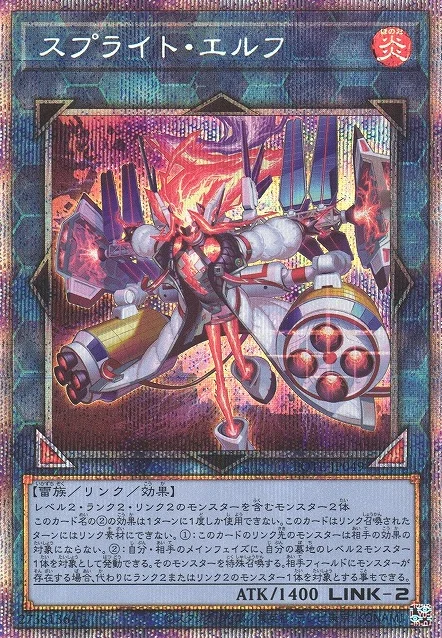 スプライト・エルフ
ほのお
炎
【雷族／リンク／効果】
レベル２・ランク２・リンク２のモンスターを含むモンスター２体
このカード名の②の効果は１ターンに１度しか使用できない。このカードはリンク召喚された
ターンにはリンク素材にできない。①：このカードのリンク先のモンスターは相手の効果の
対象にならない。②：自分・相手のメインフェイズに、自分の墓地のレベル２モンスター
１体を対象として発動できる。そのモンスターを特殊召喚する。相手フィールドにモンスターが
存在する場合、代わりにランク２またはリンク２のモンスター１体を対象とする事もできる。
ATK/1400 LINK-2